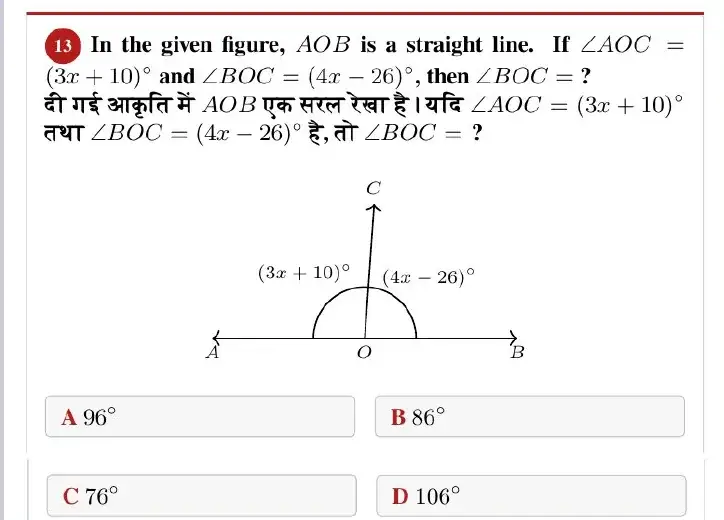 13 In the given figure, AOB is a straight line. If ∠AOC =
(3x + 10)° and ∠BOC = (4x − 26)°, then ∠BOC = ?
दी गई आकृति में AOB एक सरल रेखा है। यदि ∠AOC = (3x + 10)°
तथा ∠BOC = (4x − 26)° है, तो ∠BOC = ?
C
(3x + 10)° (4x − 26)°
A O B
A 96° B 86°
C 76° D 106°